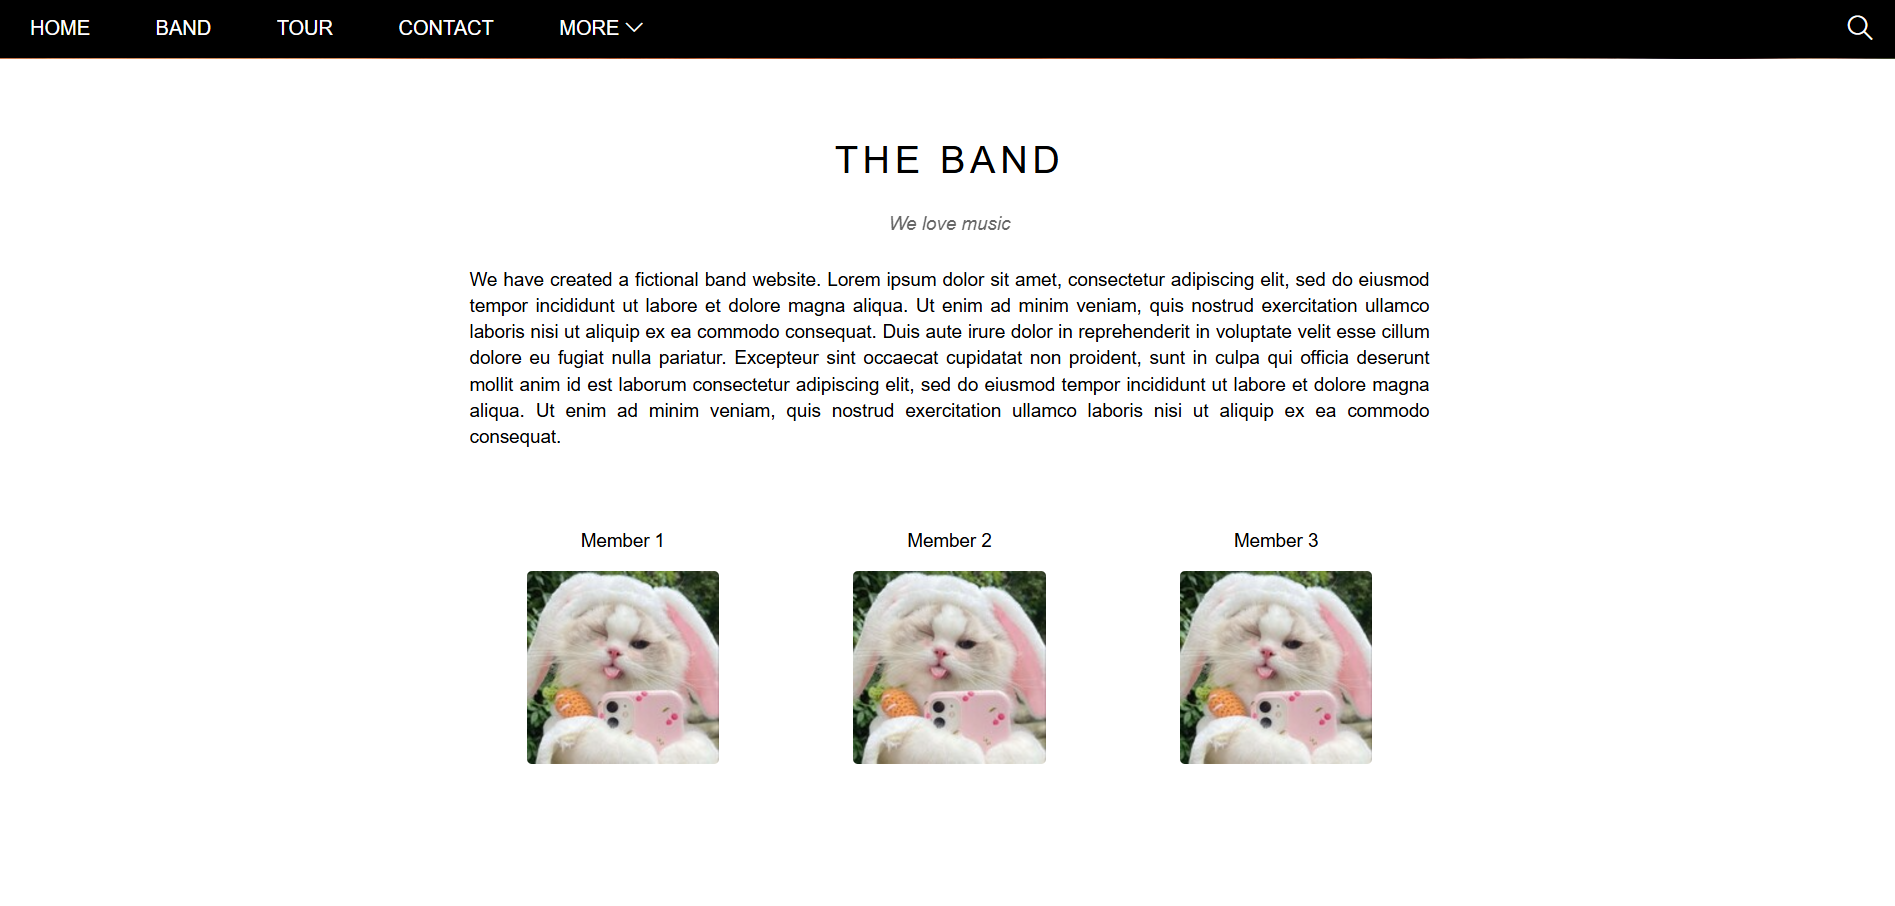 HOME BAND TOUR CONTACT MORE
THE BAND
We love music
We have created a fictional band website. Lorem ipsum dolor sit amet, consectetur adipiscing elit, sed do eiusmod
tempor incididunt ut labore et dolore magna aliqua. Ut enim ad minim veniam, quis nostrud exercitation ullamco
laboris nisi ut aliquip ex ea commodo consequat. Duis aute irure dolor in reprehenderit in voluptate velit esse cillum
dolore eu fugiat nulla pariatur. Excepteur sint occaecat cupidatat non proident, sunt in culpa qui officia deserunt
mollit anim id est laborum consectetur adipiscing elit, sed do eiusmod tempor incididunt ut labore et dolore magna
aliqua. Ut enim ad minim veniam, quis nostrud exercitation ullamco laboris nisi ut aliquip ex ea commodo
consequat.
Member 1 Member 2 Member 3